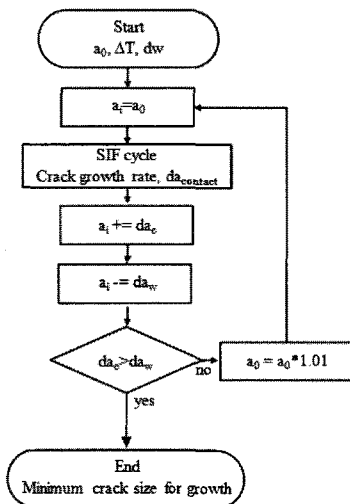 Start
a₀, ΔT, dw
aᵢ=a₀
SIF cycle
Crack growth rate, da_contact
aᵢ += da_c
aᵢ -= da_w
da_c>da_w
no
a₀ = a₀*1.01
yes
End
Minimum crack size for growth